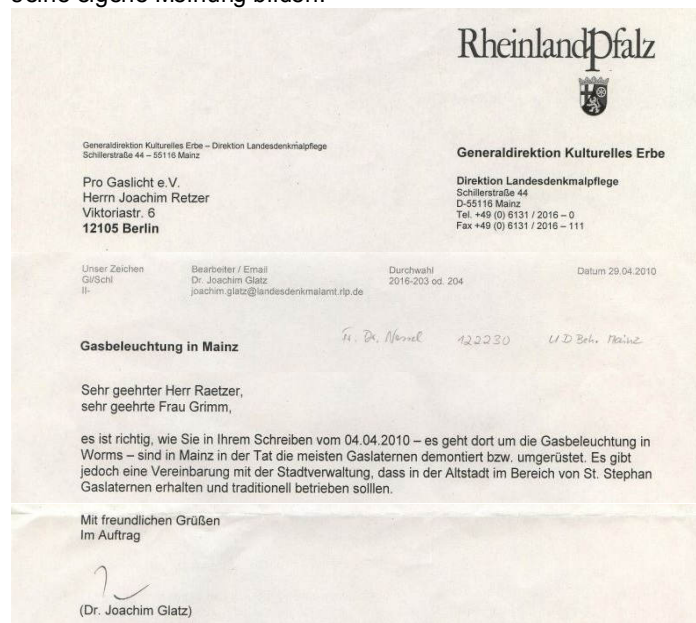 seine eigene Meinung bilden.
RheinlandPfalz
Generaldirektion Kulturelles Erbe – Direktion Landesdenkmalpflege
Schillerstraße 44 – 55116 Mainz
Pro Gaslicht e.V.
Herrn Joachim Retzer
Viktoriastr. 6
12105 Berlin
Generaldirektion Kulturelles Erbe
Direktion Landesdenkmalpflege
Schillerstraße 44
D-55116 Mainz
Tel. +49 (0) 6131 / 2016 – 0
Fax +49 (0) 6131 / 2016 – 111
Unser Zeichen
Gl/Schl
II-
Bearbeiter / Email
Dr. Joachim Glatz
joachim.glatz@landesdenkmalamt.rlp.de
Durchwahl
2016-203 od. 204
Datum 29.04.2010
Gasbeleuchtung in Mainz
Fr. Dr. 122230 UD Beh. Mainz
Sehr geehrter Herr Raetzer,
sehr geehrte Frau Grimm,
es ist richtig, wie Sie in Ihrem Schreiben vom 04.04.2010 – es geht dort um die Gasbeleuchtung in
Worms – sind in Mainz in der Tat die meisten Gaslaternen demontiert bzw. umgerüstet. Es gibt
jedoch eine Vereinbarung mit der Stadtverwaltung, dass in der Altstadt im Bereich von St. Stephan
Gaslaternen erhalten und traditionell betrieben solllen.
Mit freundlichen Grüßen
Im Auftrag
(Dr. Joachim Glatz)